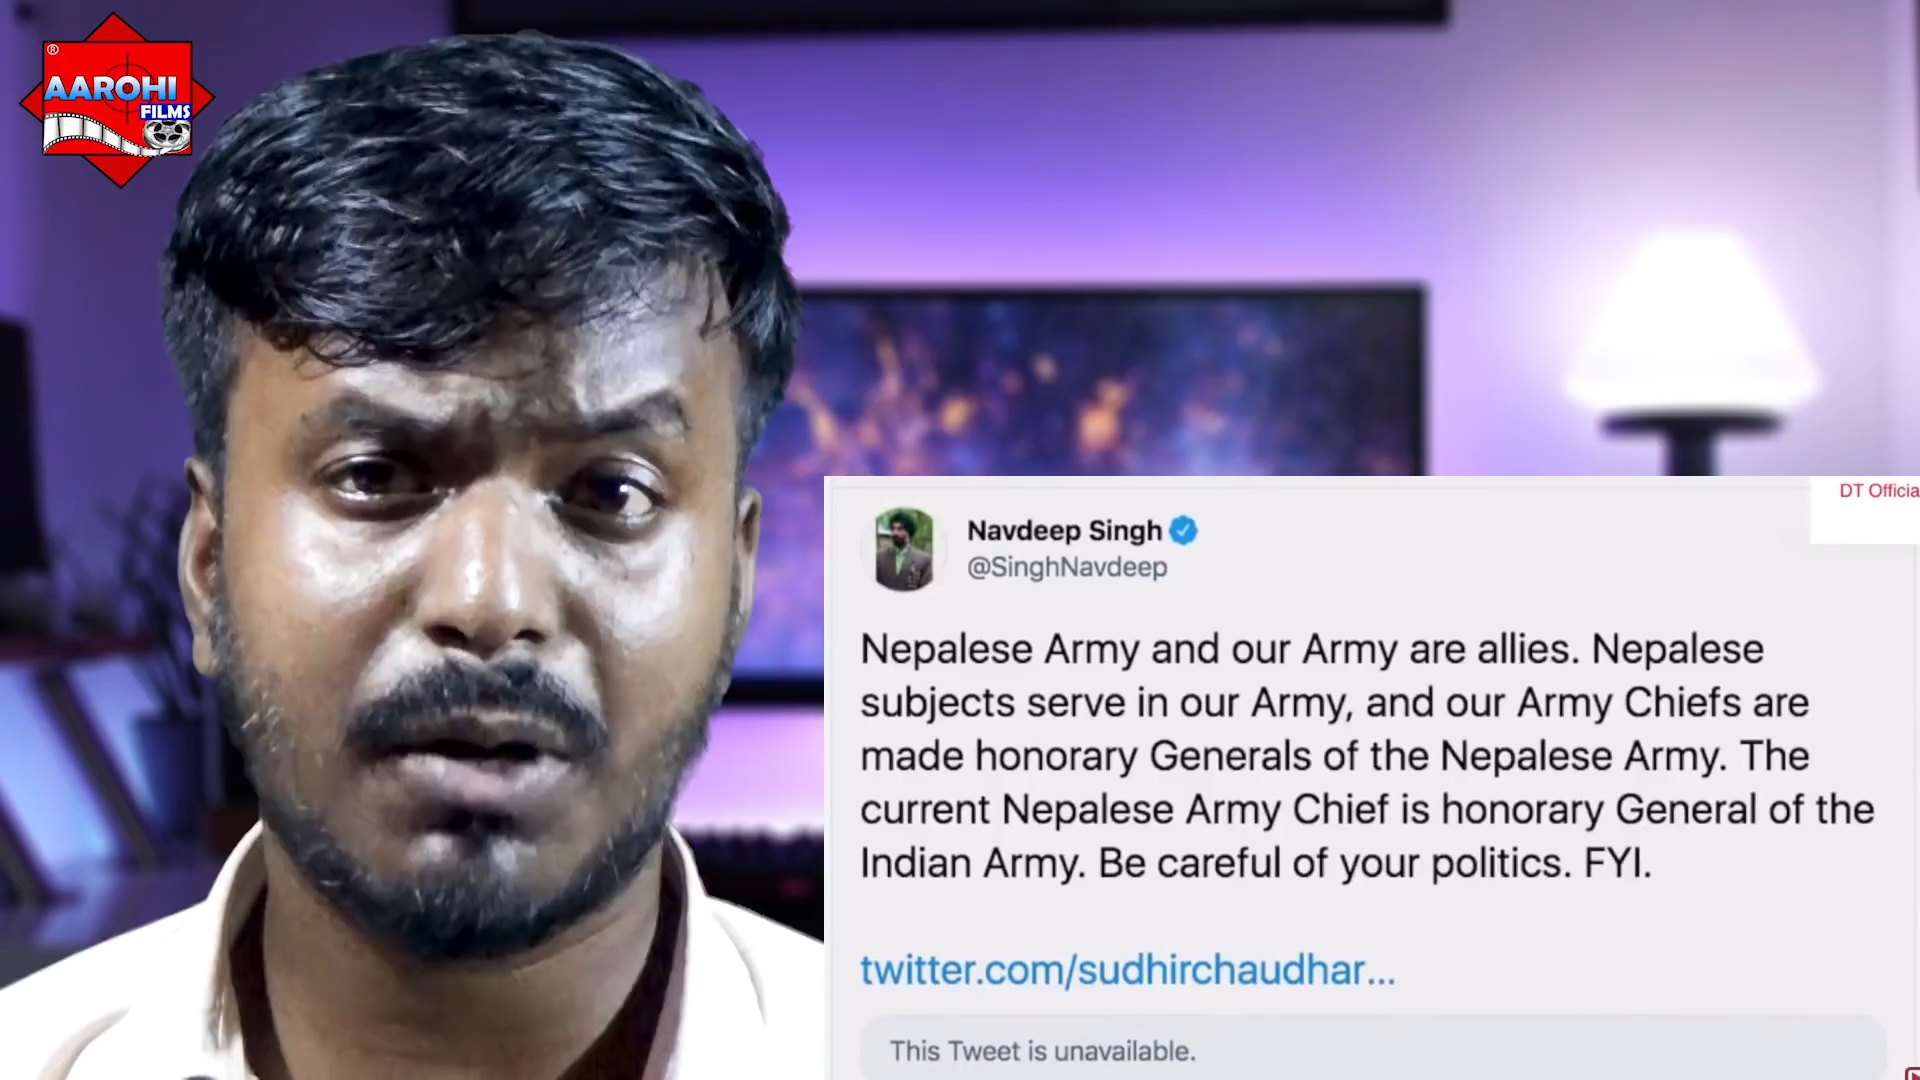 ®
AAROHI
FILMS
DT Officia
Navdeep Singh
@SinghNavdeep
Nepalese Army and our Army are allies. Nepalese
subjects serve in our Army, and our Army Chiefs are
made honorary Generals of the Nepalese Army. The
current Nepalese Army Chief is honorary General of the
Indian Army. Be careful of your politics. FYI.
twitter.com/sudhirchaudhar...
This Tweet is unavailable.